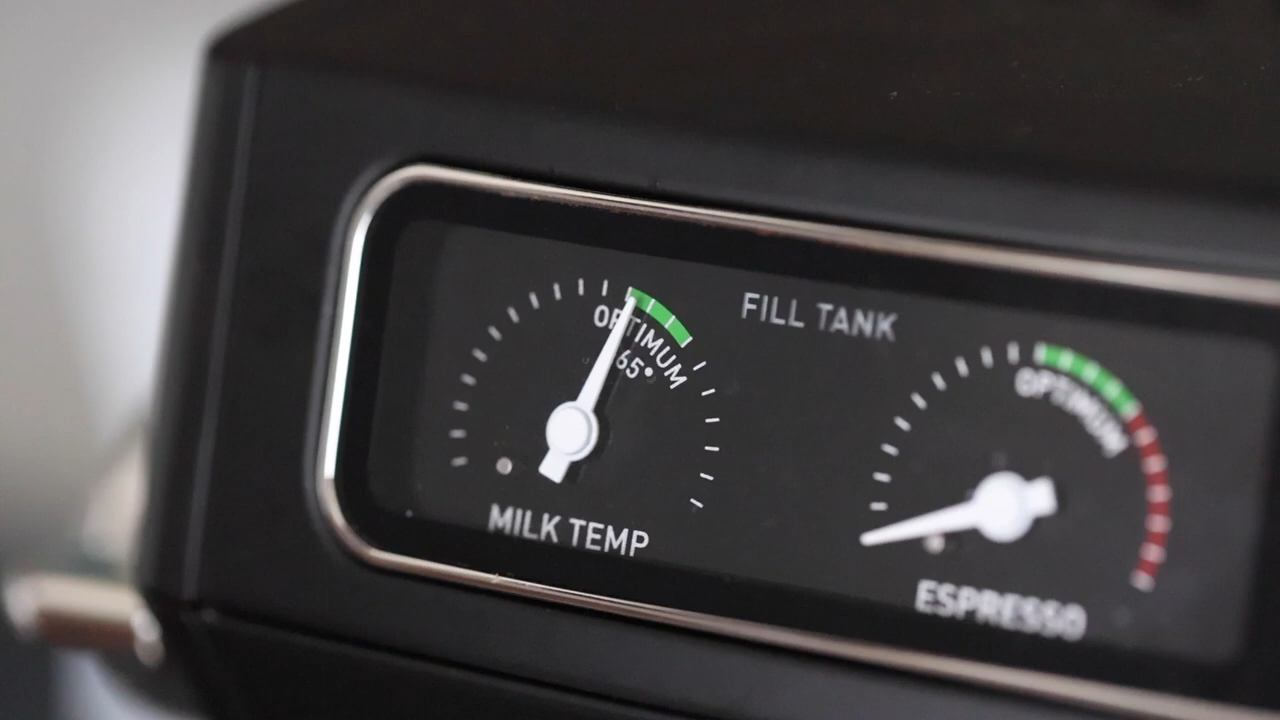 OPTIMUM
65°
MILK TEMP
FILL TANK
OPTIMUM
ESPRESSO